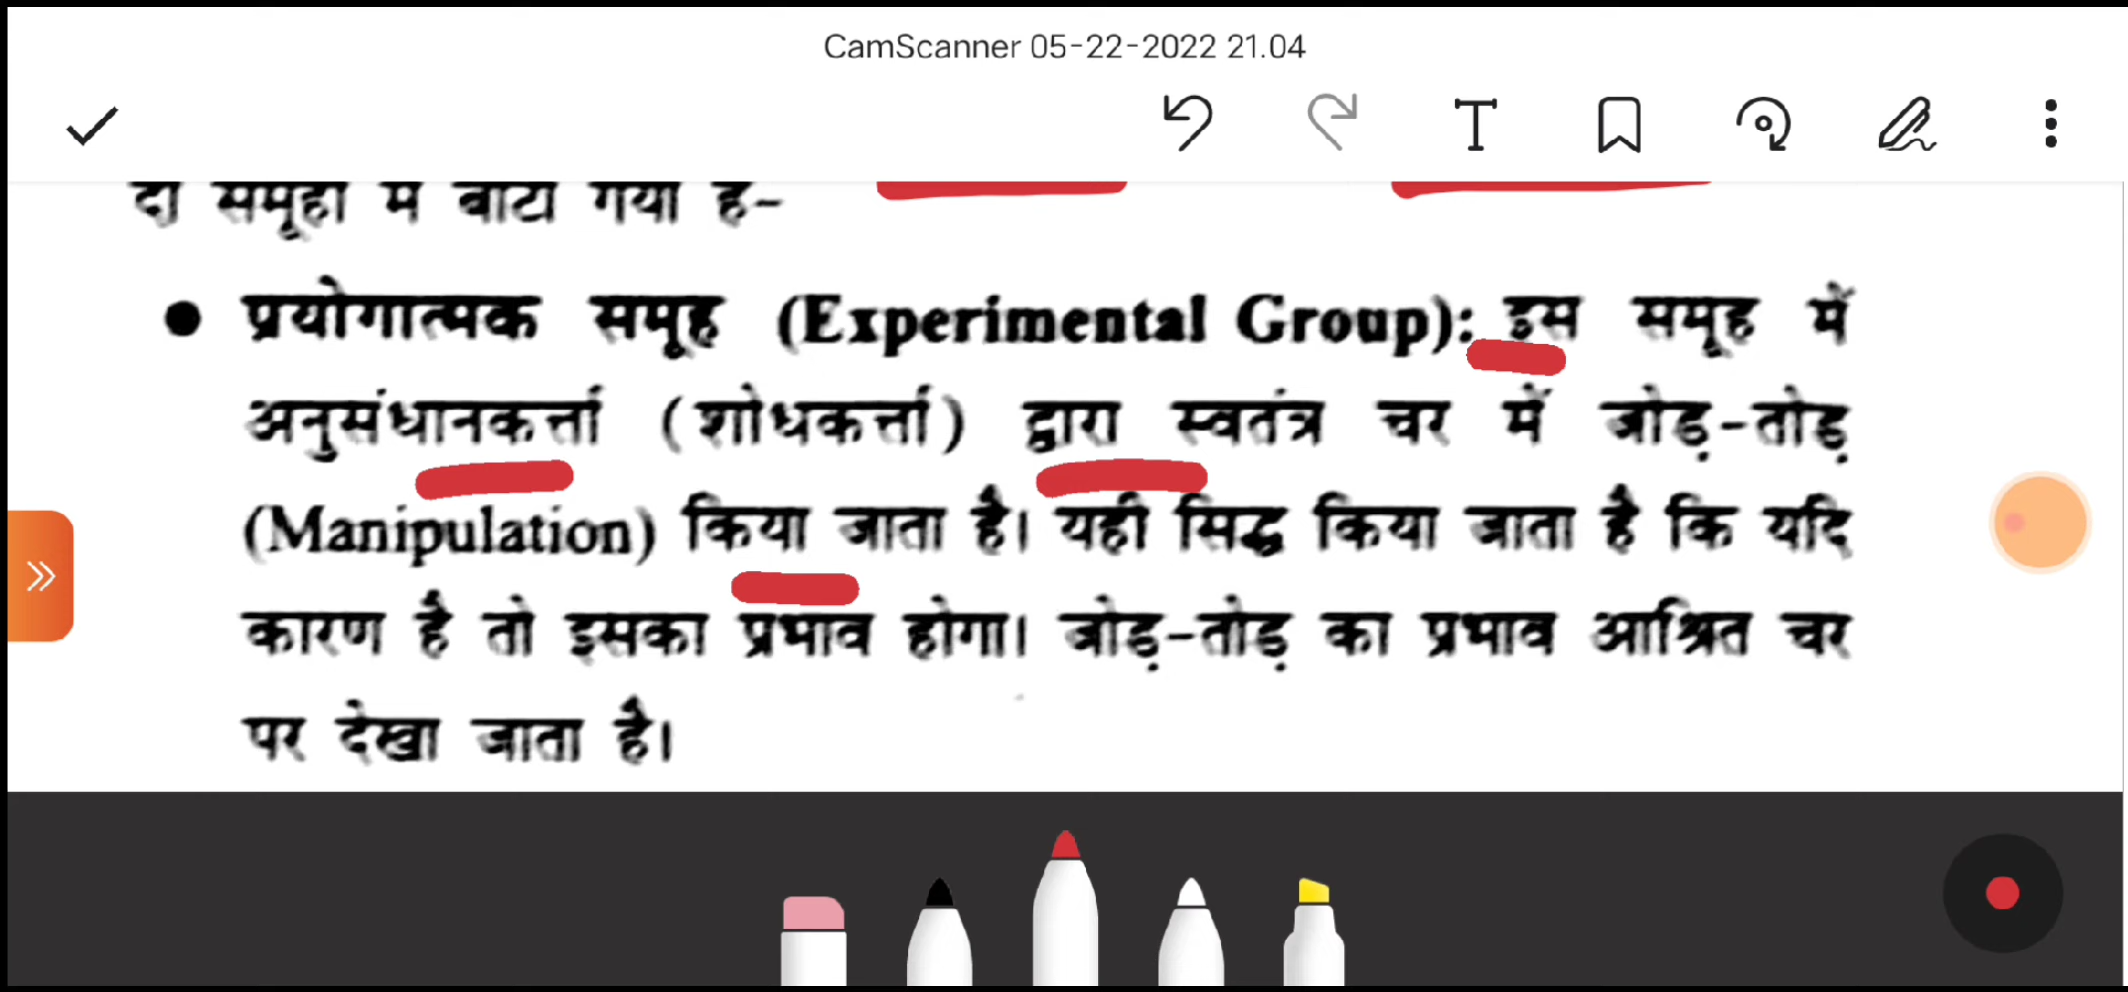 CamScanner 05-22-2022 21.04
दो समूहों में बाँटा गया है-
● प्रयोगात्मक समूह (Experimental Group): इस समूह में
अनुसंधानकर्त्ता (शोधकर्त्ता) द्वारा स्वतंत्र चर में जोड़-तोड़
(Manipulation) किया जाता है। यही सिद्ध किया जाता है कि यदि
कारण है तो इसका प्रभाव होगा। जोड़-तोड़ का प्रभाव आश्रित चर
पर देखा जाता है।